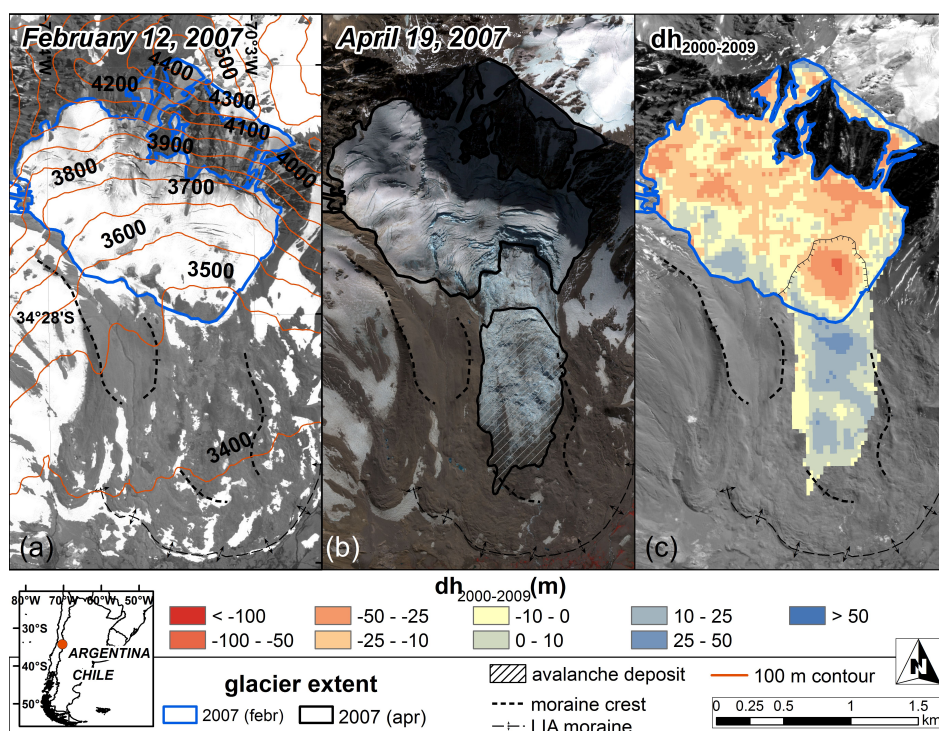 February 12, 2007
April 19, 2007
dh2000-2009
70°3'W
4400
4500
4200
4300
4100
3900
4000
3800
3700
3600
3500
34°28'S
3400
(a)
(b)
(c)
dh2000-2009(m)
80°W 70°W 60°W 50°W
30°S
40°S
50°S
ARGENTINA
CHILE
< -100
-50 - -25
-10 - 0
10 - 25
> 50
-100 - -50
-25 - -10
0 - 10
25 - 50
glacier extent
2007 (febr)
2007 (apr)
avalanche deposit
100 m contour
moraine crest
LIA moraine
N
0 0.25 0.5 1 1.5
km